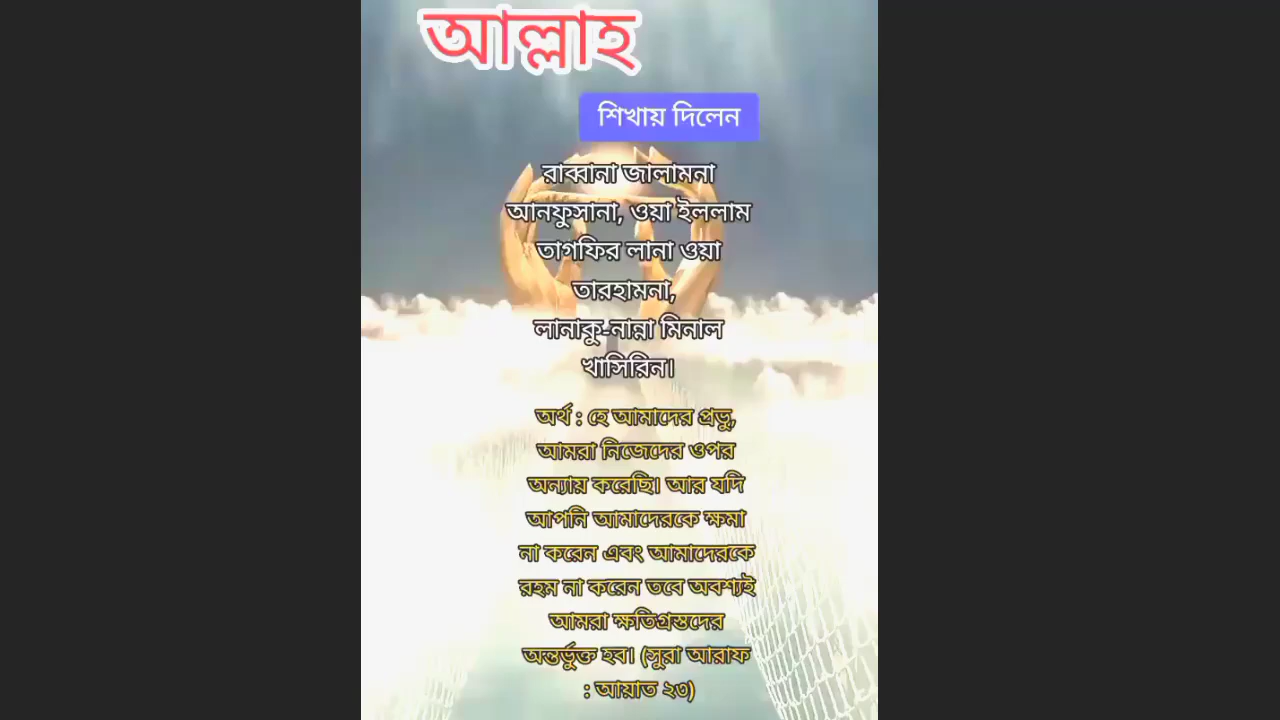 আল্লাহ
শিখায় দিলেন
রাব্বানা জালামনা
আনফুসানা, ওয়া ইললাম
তাগফির লানা ওয়া
তারহামনা,
লানাকু-নান্না মিনাল
খাসিরিন।
অর্থ : হে আমাদের প্রভু,
আমরা নিজেদের ওপর
অন্যায় করেছি। আর যদি
আপনি আমাদেরকে ক্ষমা
না করেন এবং আমাদেরকে
রহম না করেন তবে অবশ্যই
আমরা ক্ষতিগ্রস্তদের
অন্তর্ভুক্ত হব। (সুরা আরাফ
: আয়াত ২৩)